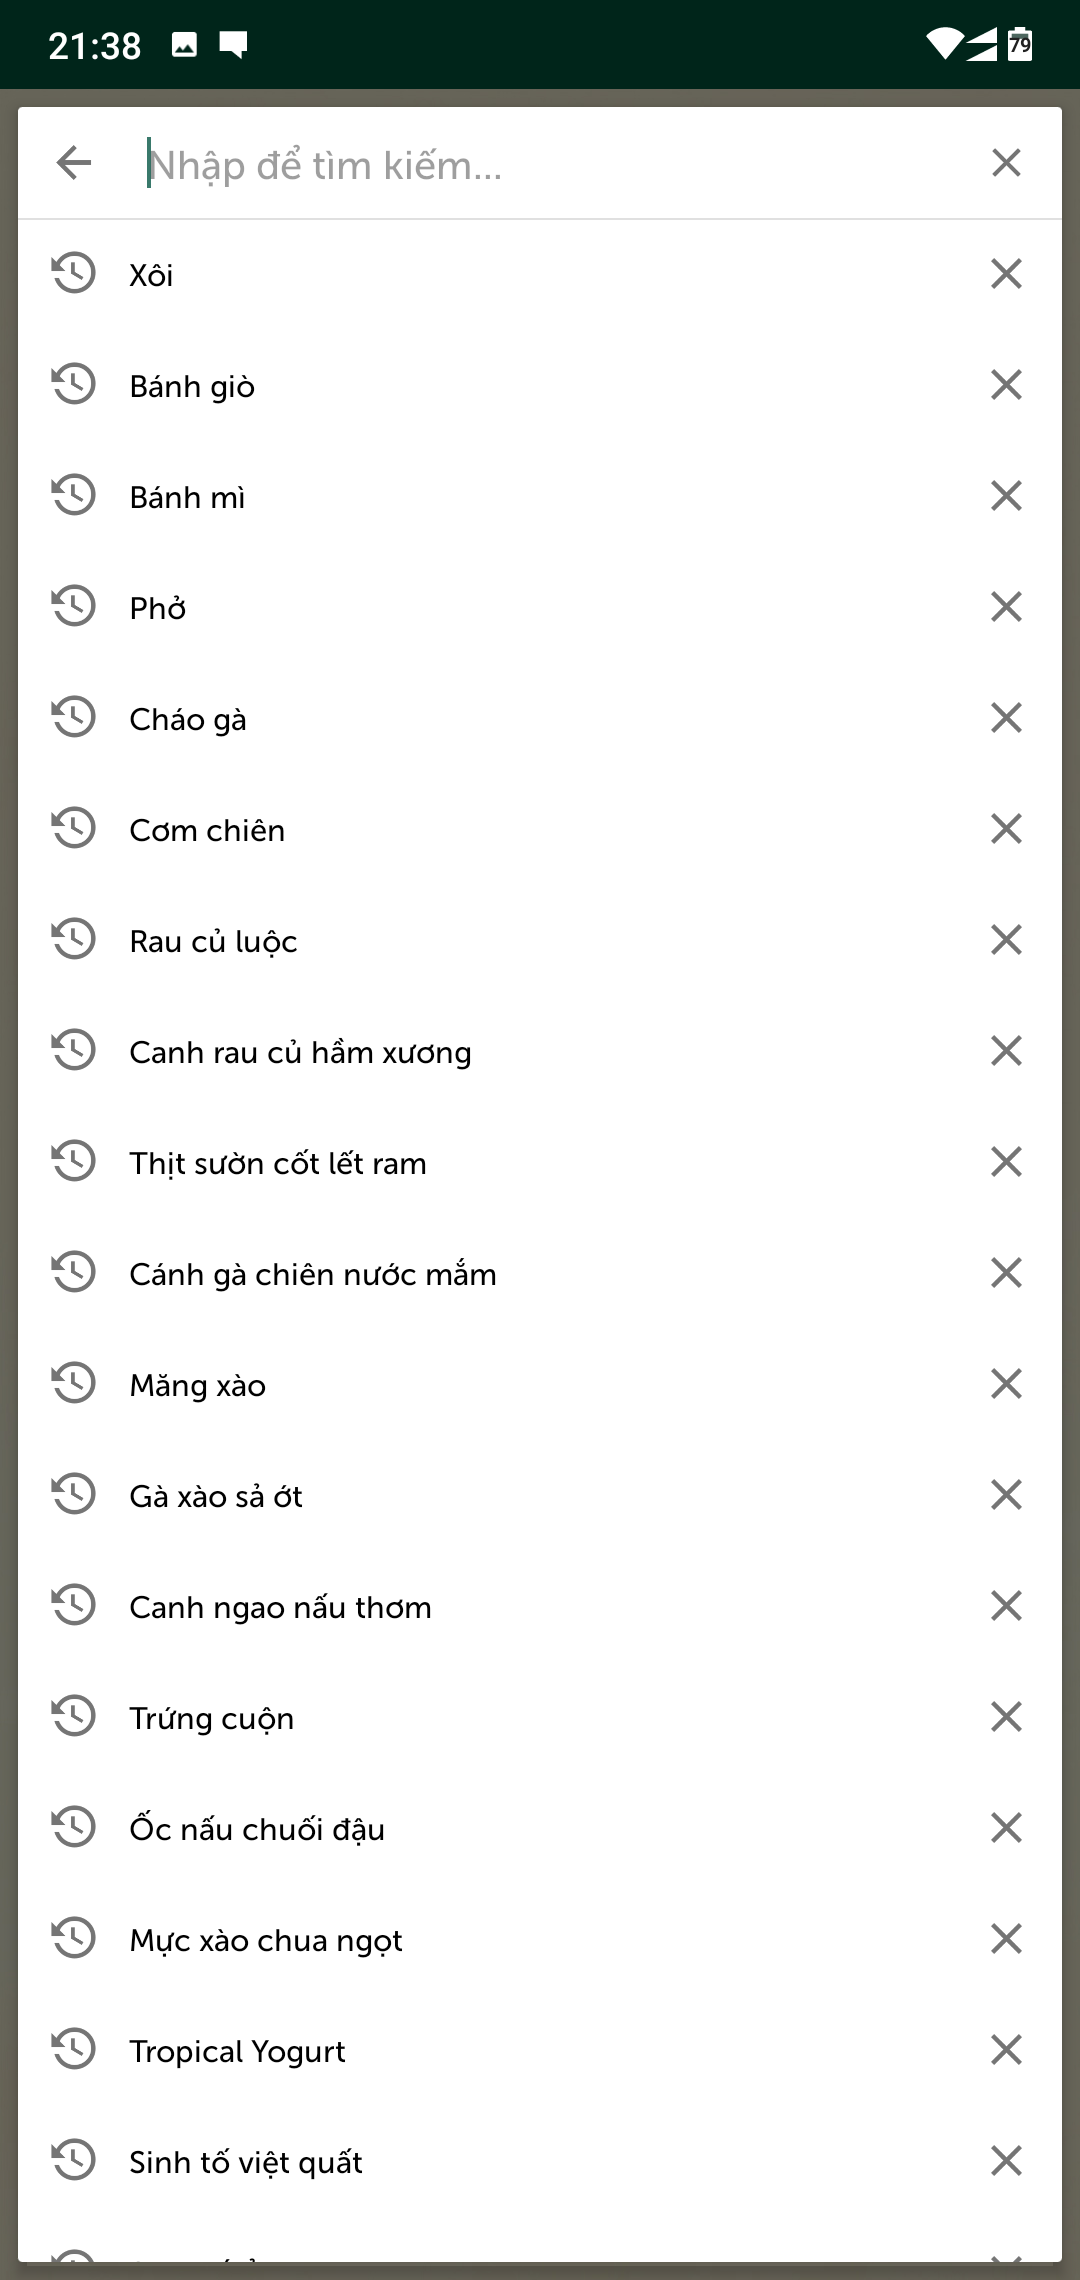 21:38
79
Nhập để tìm kiếm...
Xôi
Bánh giò
Bánh mì
Phở
Cháo gà
Cơm chiên
Rau củ luộc
Canh rau củ hầm xương
Thịt sườn cốt lết ram
Cánh gà chiên nước mắm
Măng xào
Gà xào sả ớt
Canh ngao nấu thơm
Trứng cuộn
Ốc nấu chuối đậu
Mực xào chua ngọt
Tropical Yogurt
Sinh tố việt quất